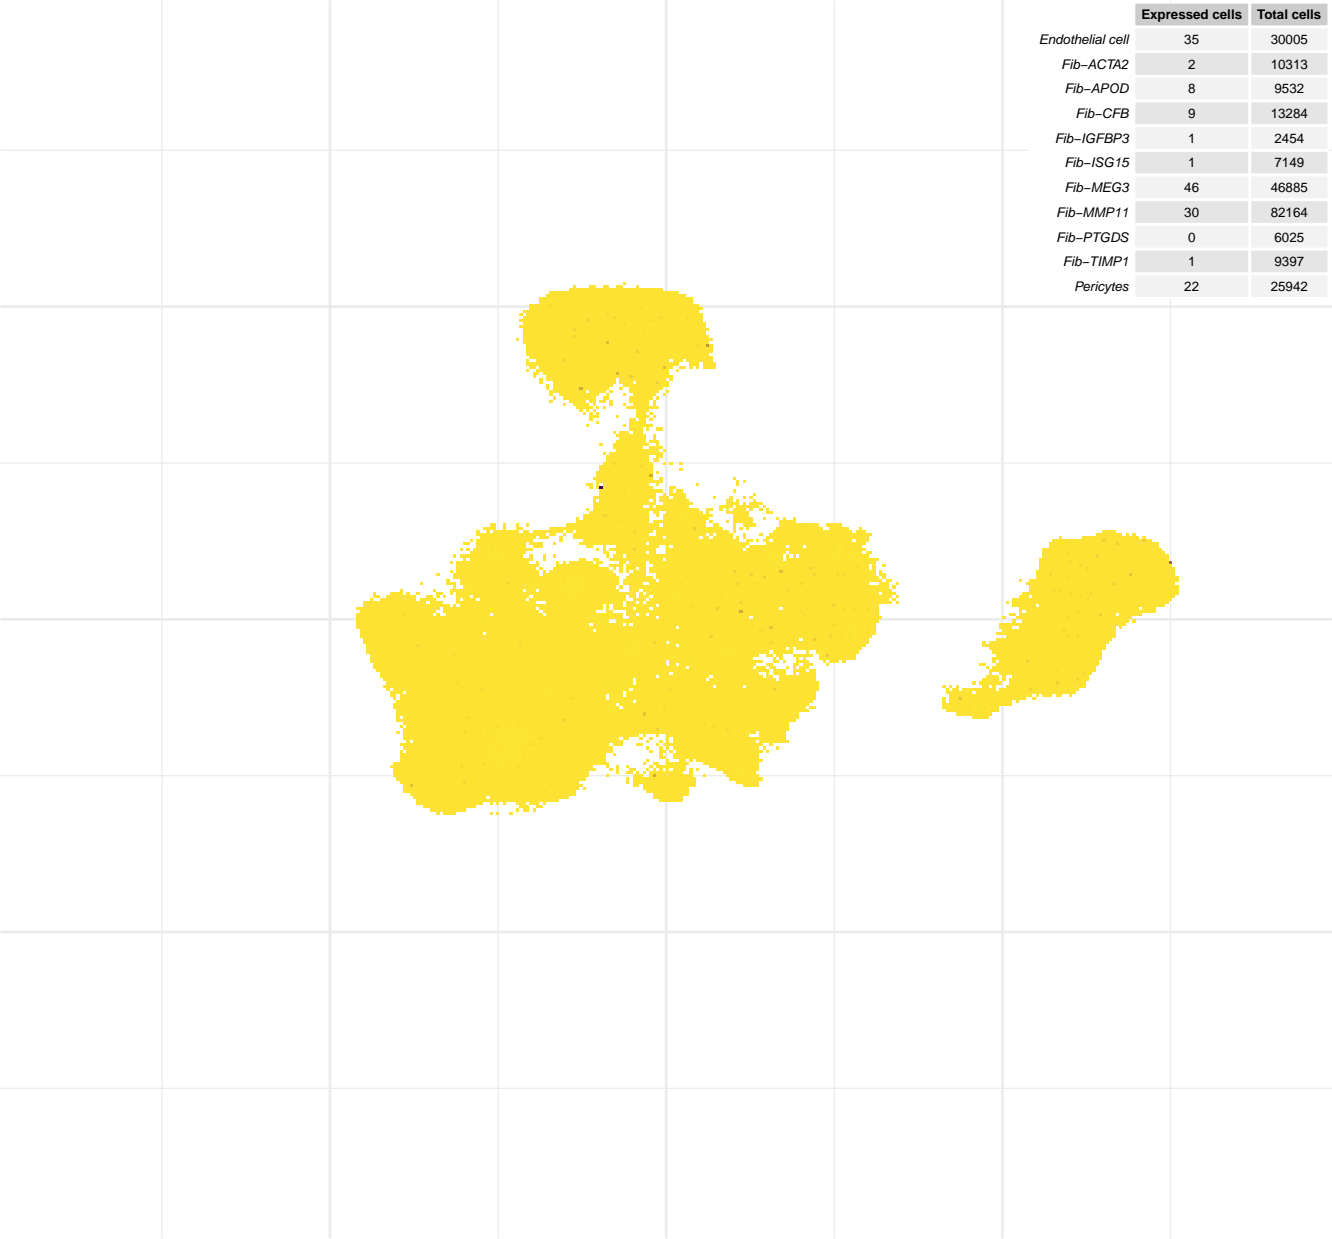 Expressed cells Total cells
Endothelial cell 35 30005
Fib−ACTA2 2 10313
Fib−APOD 8 9532
Fib−CFB 9 13284
Fib−IGFBP3 1 2454
Fib−ISG15 1 7149
Fib−MEG3 46 46885
Fib−MMP11 30 82164
Fib−PTGDS 0 6025
Fib−TIMP1 1 9397
Pericytes 22 25942